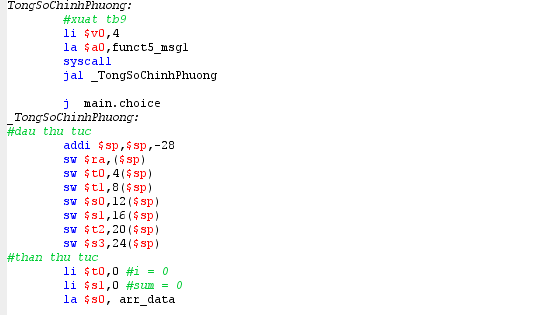 TongSoChinhPhuong:
#xuat tb9
li $v0,4
la $a0,funct5_msg1
syscall
jal _TongSoChinhPhuong
j main.choice
_TongSoChinhPhuong:
#dau thu tuc
addi $sp,$sp,-28
sw $ra,($sp)
sw $t0,4($sp)
sw $t1,8($sp)
sw $s0,12($sp)
sw $s1,16($sp)
sw $t2,20($sp)
sw $s3,24($sp)
#than thu tuc
li $t0,0 #i = 0
li $s1,0 #sum = 0
la $s0, arr_data